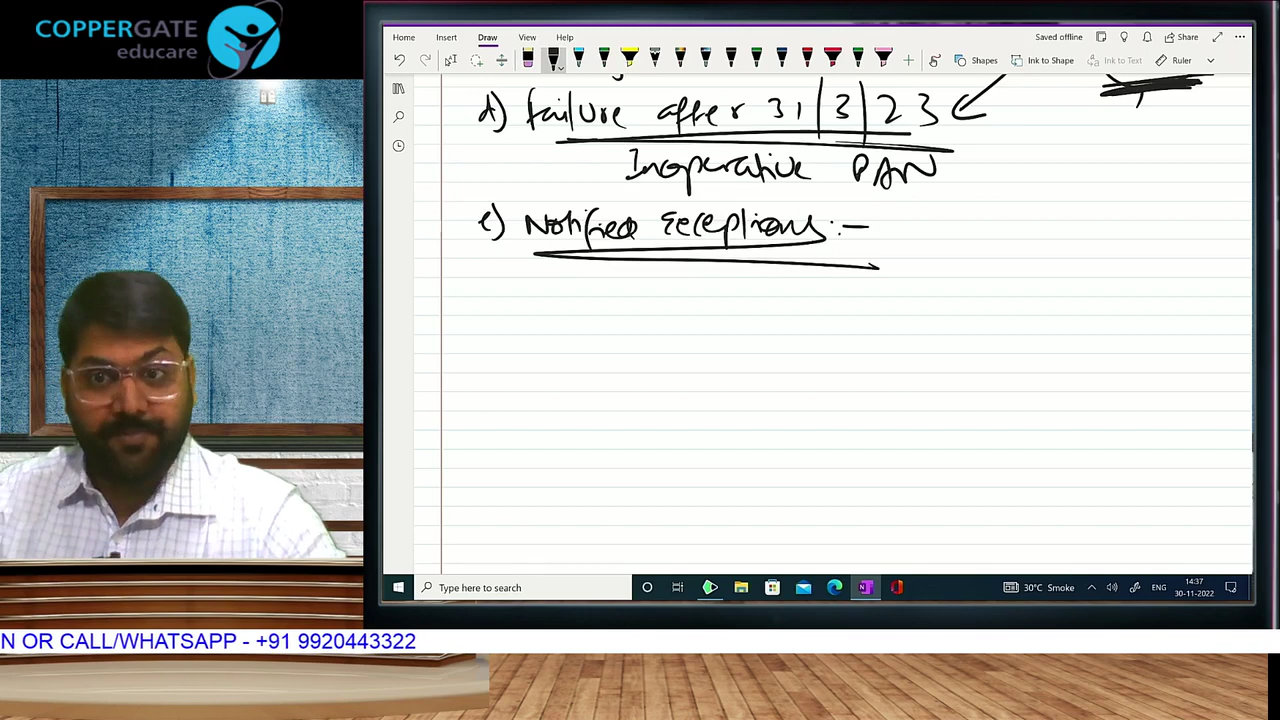 COPPERGATE
educare
Home Insert Draw View Help
Saved offline
Share
Shapes
Ink to Shape
Ink to Text
Ruler
d) failure after 31|3|23
Inoperative PAN
e) Notified Exceptions :-
Type here to search
30°C Smoke
ENG
14:37
30-11-2022
N OR CALL/WHATSAPP - +91 9920443322